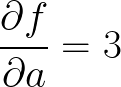 ∂f/∂a = 3